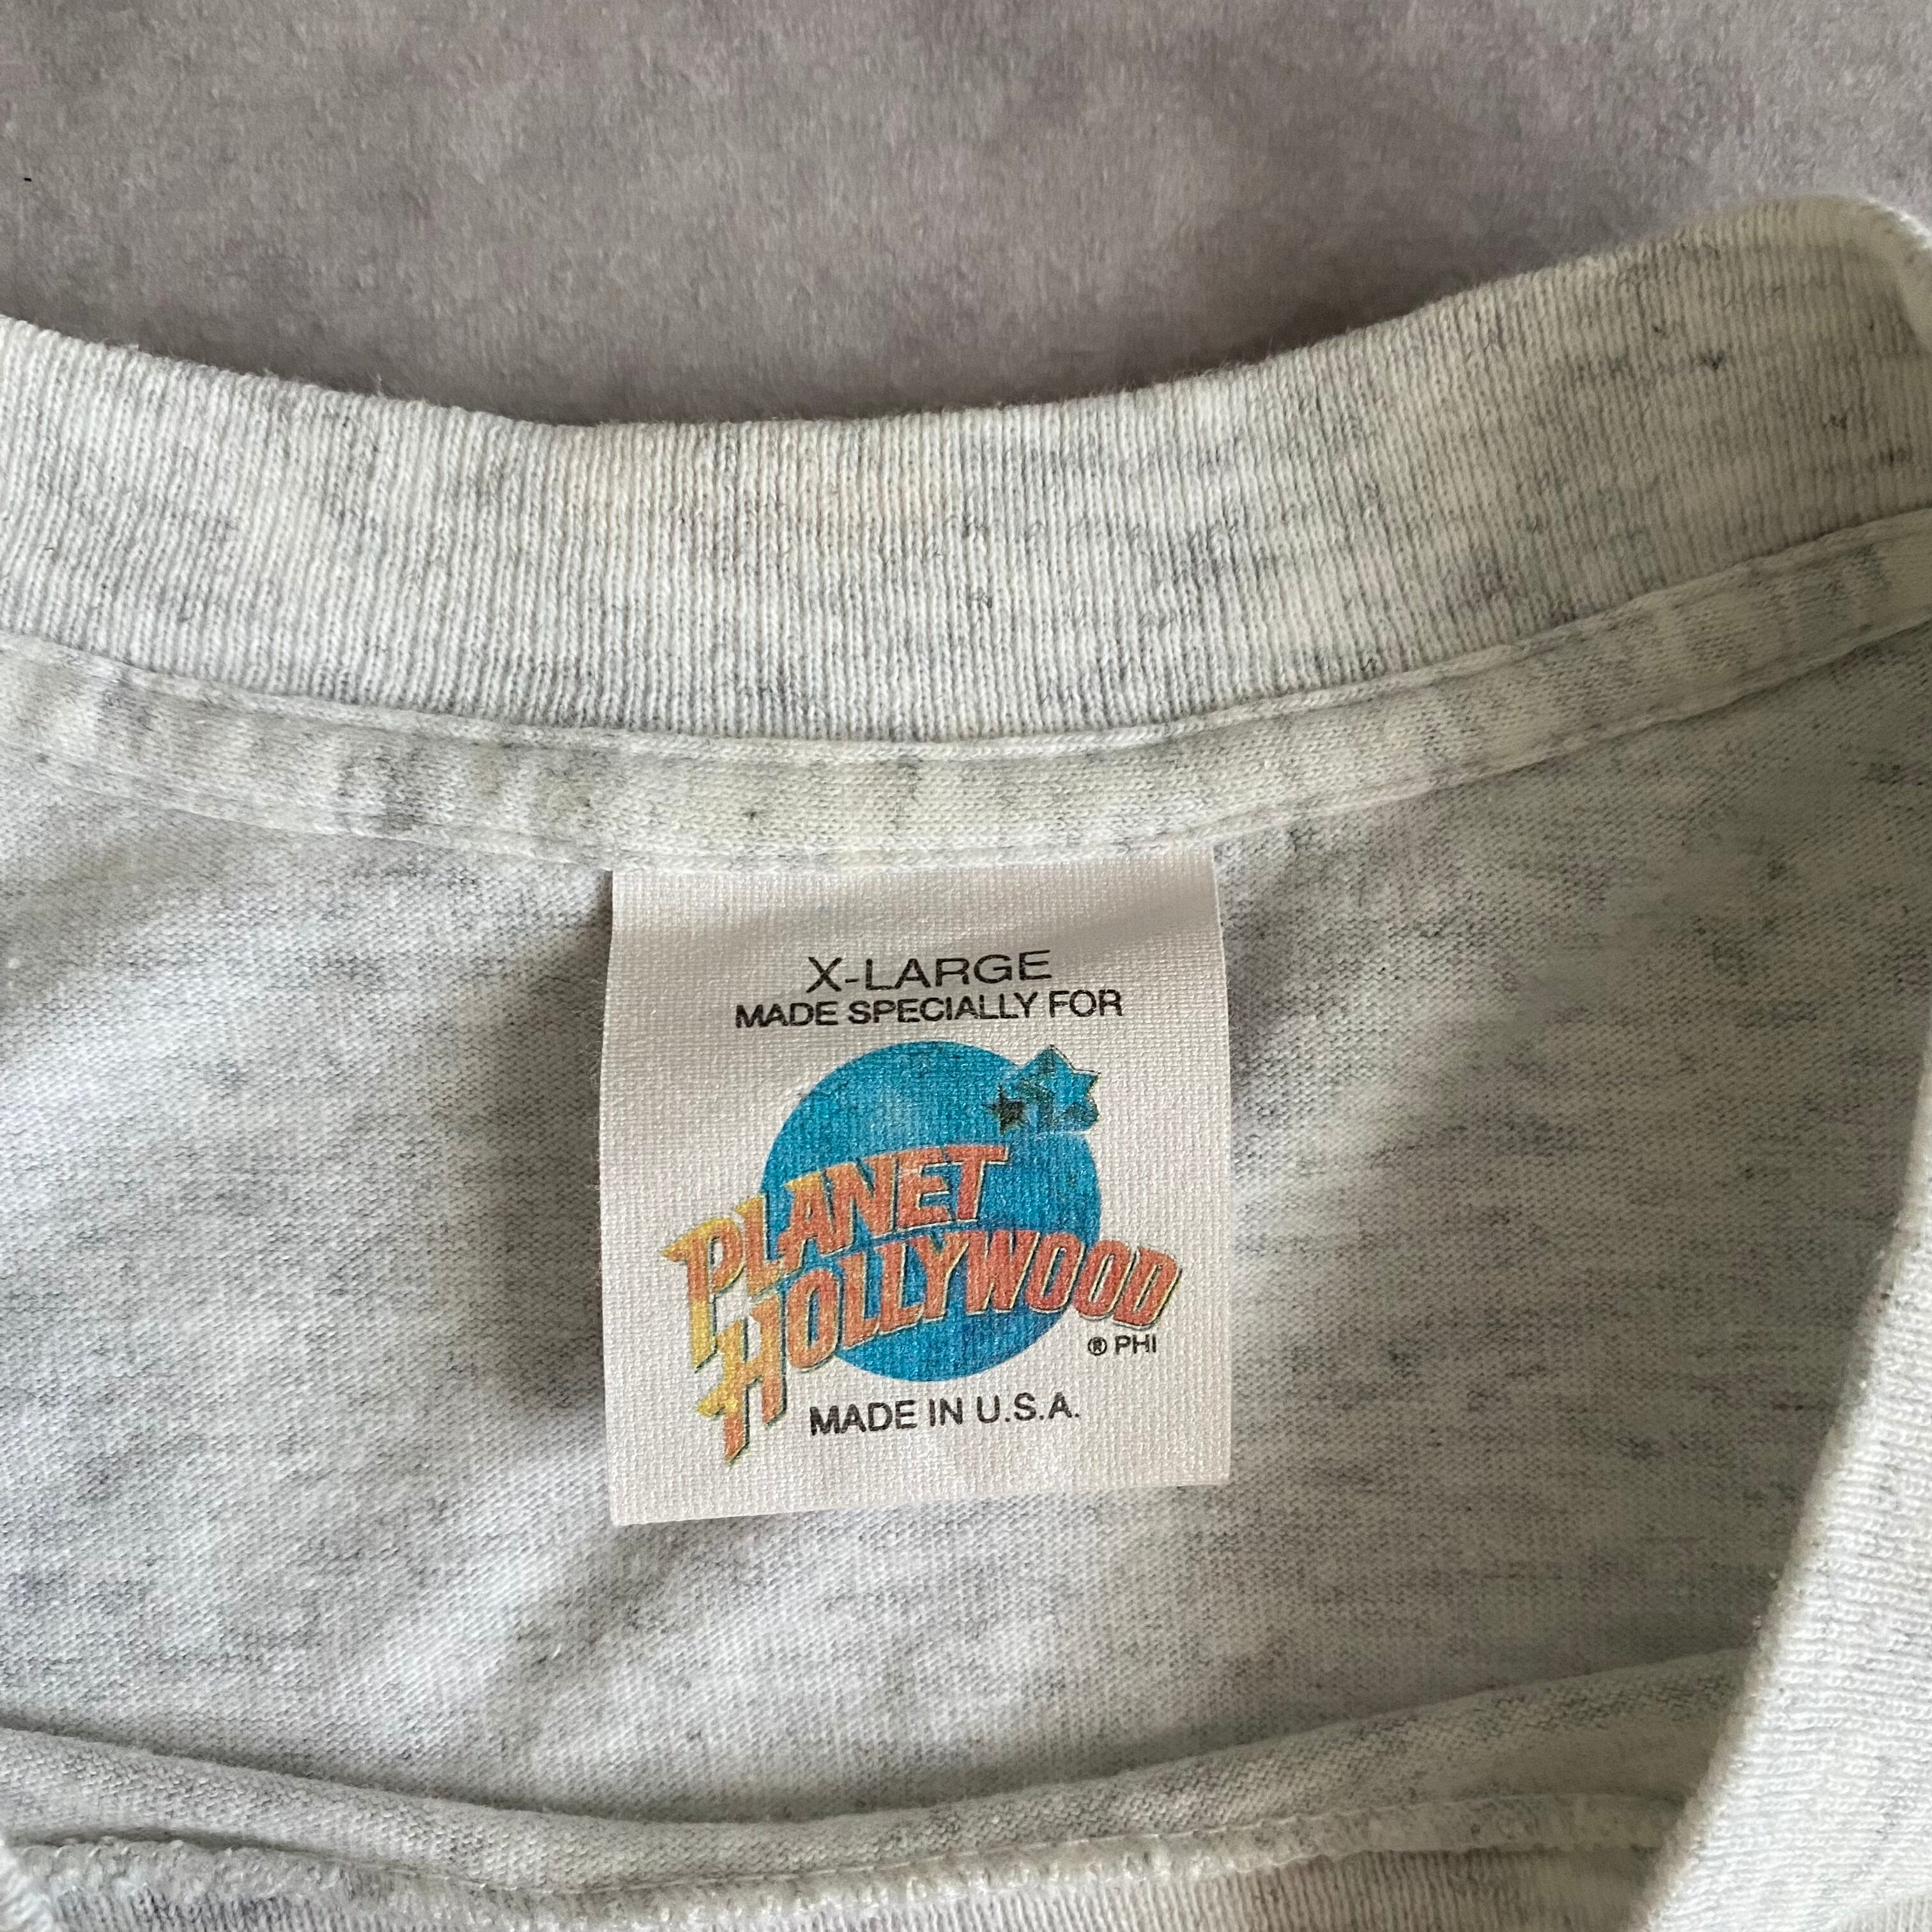 X-LARGE
MADE SPECIALLY FOR
PLANET
HOLLYWOOD
® PHI
MADE IN U.S.A.